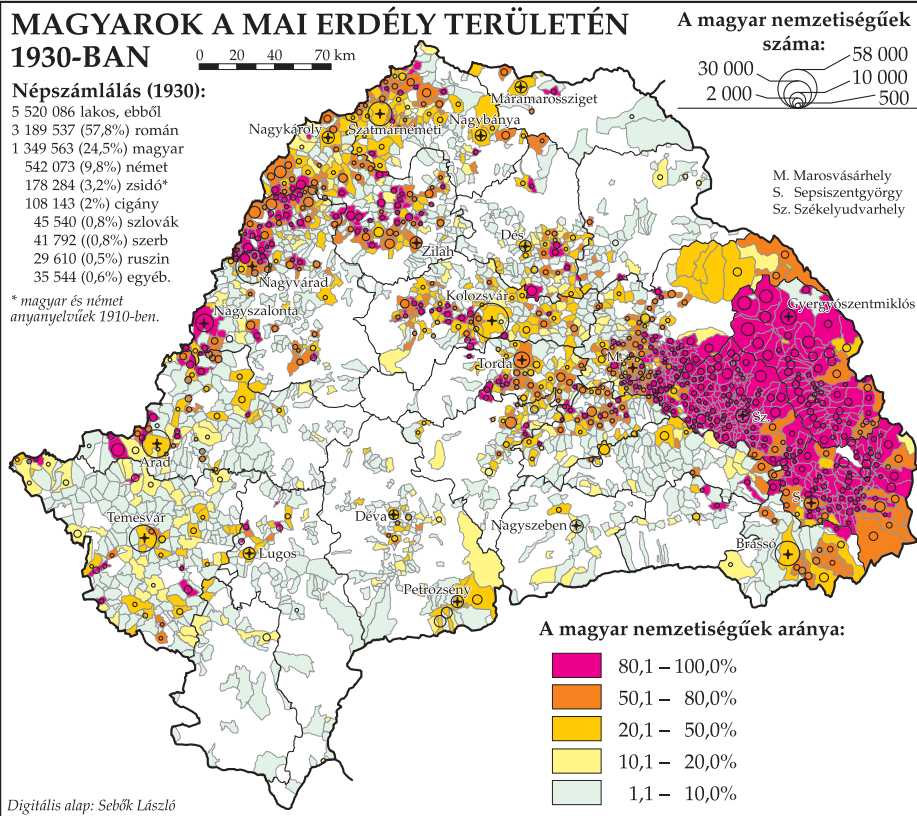 MAGYAROK A MAI ERDÉLY TERÜLETÉN
1930-BAN
0 20 40 70 km
Népszámlálás (1930):
5 520 086 lakos, ebből
3 189 537 (57,8%) román
1 349 563 (24,5%) magyar
542 073 (9,8%) német
178 284 (3,2%) zsidó*
108 143 (2%) cigány
45 540 (0,8%) szlovák
41 792 ((0,8%) szerb
29 610 (0,5%) ruszin
35 544 (0,6%) egyéb.
* magyar és német
anyanyelvűek 1910-ben.
A magyar nemzetiségűek
száma:
58 000
30 000
10 000
2 000
500
M. Marosvásárhely
S. Sepsiszentgyörgy
Sz. Székelyudvarhely
Máramarossziget
Nagykároly
Szatmárnémeti
Nagybánya
Zilah
Dés
Nagyvárad
Kolozsvár
Gyergyószentmiklós
Nagyszalonta
Torda
M.
Sz.
Arad
S.
Temesvár
Déva
Nagyszeben
Brassó
Lugos
Petrozsény
A magyar nemzetiségűek aránya:
80,1 – 100,0%
50,1 – 80,0%
20,1 – 50,0%
10,1 – 20,0%
1,1 – 10,0%
Digitális alap: Sebők László